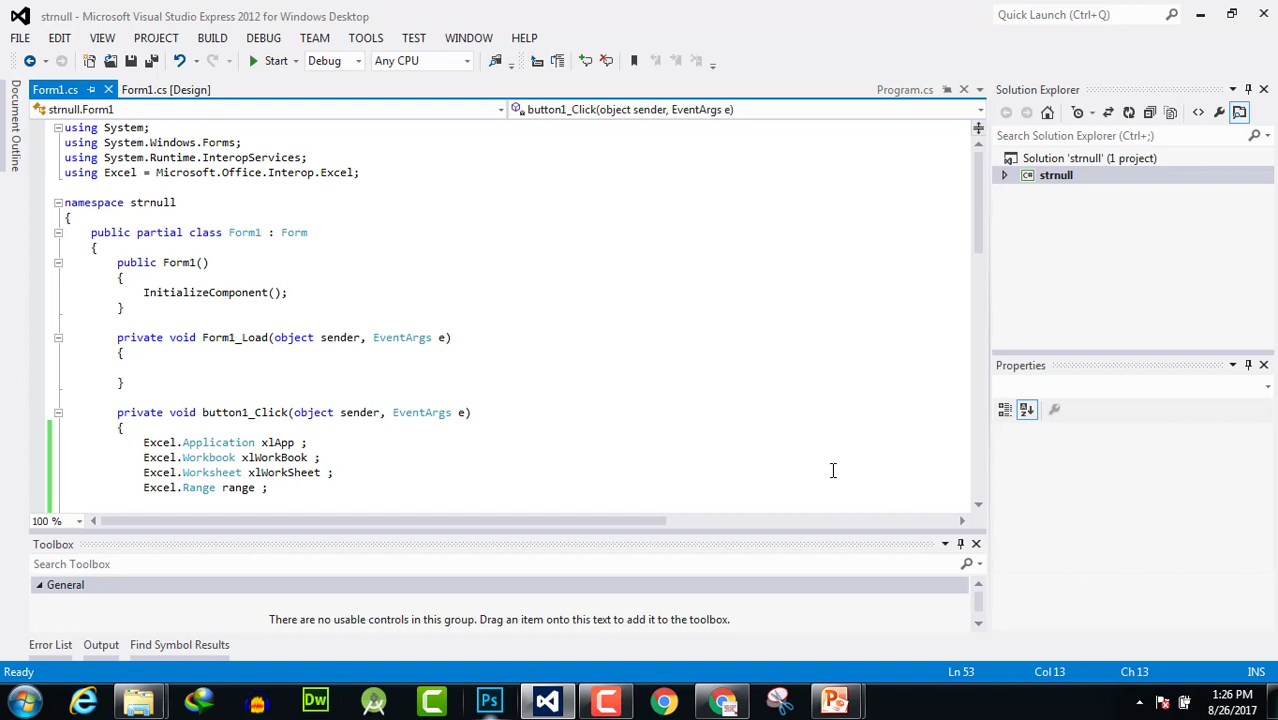 strnull - Microsoft Visual Studio Express 2012 for Windows Desktop
Quick Launch (Ctrl+Q)
FILE EDIT VIEW PROJECT BUILD DEBUG TEAM TOOLS TEST WINDOW HELP
Start Debug Any CPU
Document Outline
Form1.cs Form1.cs [Design] Program.cs
strnull.Form1 button1_Click(object sender, EventArgs e)
using System;
using System.Windows.Forms;
using System.Runtime.InteropServices;
using Excel = Microsoft.Office.Interop.Excel;
namespace strnull
{
public partial class Form1 : Form
{
public Form1()
{
InitializeComponent();
}
private void Form1_Load(object sender, EventArgs e)
{
}
private void button1_Click(object sender, EventArgs e)
{
Excel.Application xlApp ;
Excel.Workbook xlWorkBook ;
Excel.Worksheet xlWorkSheet ;
Excel.Range range ;
100 %
Solution Explorer
Search Solution Explorer (Ctrl+;)
Solution 'strnull' (1 project)
C# strnull
Properties
Toolbox
Search Toolbox
General
There are no usable controls in this group. Drag an item onto this text to add it to the toolbox.
Error List Output Find Symbol Results
Ready Ln 53 Col 13 Ch 13 INS
Dw Ps
1:26 PM
8/26/2017